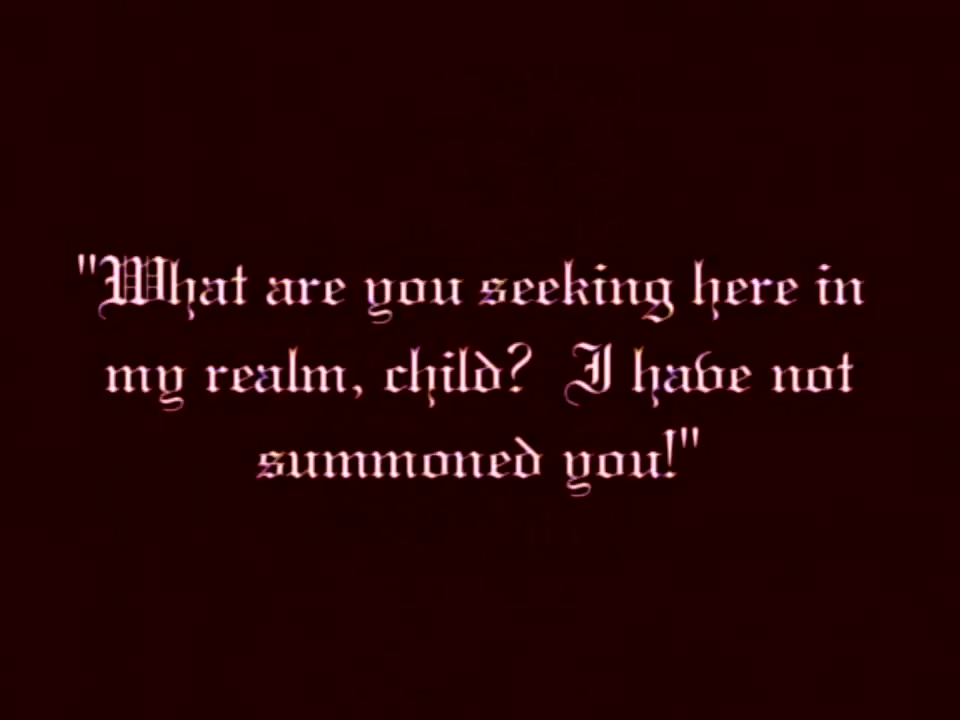 "What are you seeking here in
my realm, child?  I have not
summoned you!"